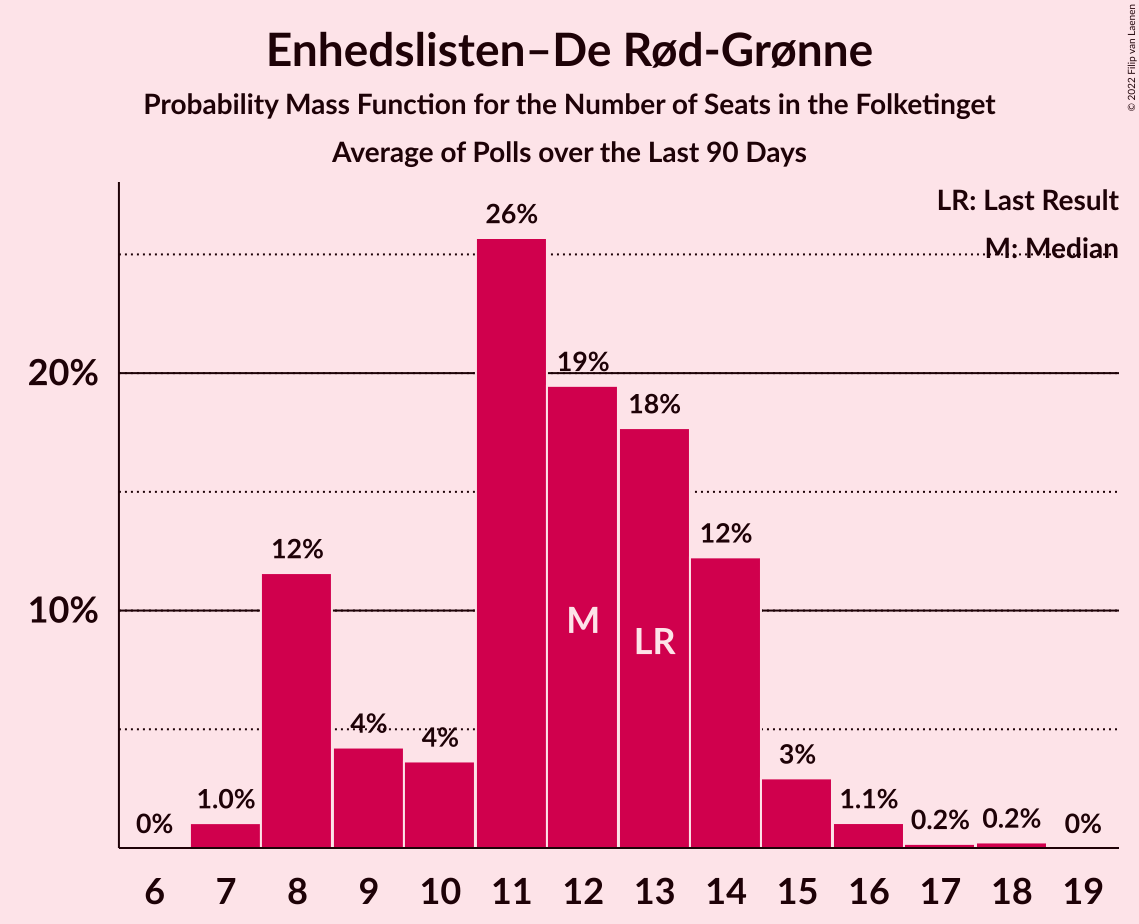 Enhedslisten–De Rød-Grønne
Probability Mass Function for the Number of Seats in the Folketinget
Average of Polls over the Last 90 Days
© 2022 Filip van Laenen
LR: Last Result
M: Median
26%
19%
20%
18%
12%
12%
10%
M
LR
4%
4%
3%
1.0%
1.1%
0%
0.2%
0.2%
0%
6 7 8 9 10 11 12 13 14 15 16 17 18 19